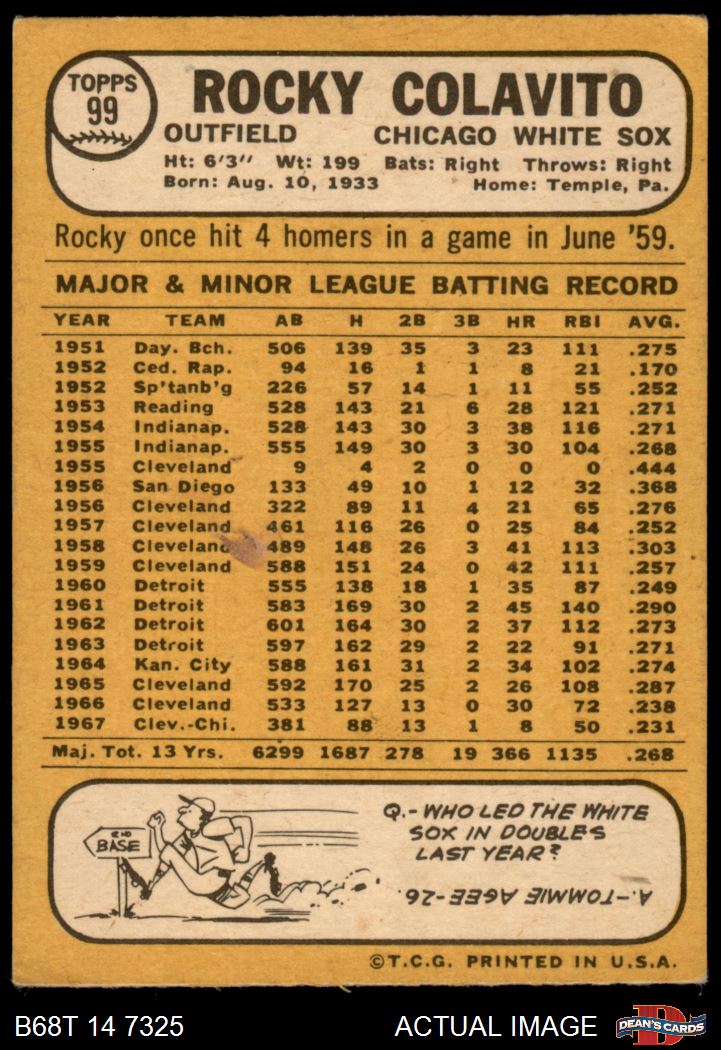 TOPPS
99
ROCKY COLAVITO
OUTFIELD CHICAGO WHITE SOX
Ht: 6'3" Wt: 199 Bats: Right Throws: Right
Born: Aug. 10, 1933 Home: Temple, Pa.
Rocky once hit 4 homers in a game in June '59.
MAJOR & MINOR LEAGUE BATTING RECORD
YEAR TEAM AB H 2B 3B HR RBI AVG.
1951 Day. Bch. 506 139 35 3 23 111 .275
1952 Ced. Rap. 94 16 1 1 8 21 .170
1952 Sp'tanb'g 226 57 14 1 11 55 .252
1953 Reading 528 143 21 6 28 121 .271
1954 Indianap. 528 143 30 3 38 116 .271
1955 Indianap. 555 149 30 3 30 104 .268
1955 Cleveland 9 4 2 0 0 0 .444
1956 San Diego 133 49 10 1 12 32 .368
1956 Cleveland 322 89 11 4 21 65 .276
1957 Cleveland 461 116 26 0 25 84 .252
1958 Cleveland 489 148 26 3 41 113 .303
1959 Cleveland 588 151 24 0 42 111 .257
1960 Detroit 555 138 18 1 35 87 .249
1961 Detroit 583 169 30 2 45 140 .290
1962 Detroit 601 164 30 2 37 112 .273
1963 Detroit 597 162 29 2 22 91 .271
1964 Kan. City 588 161 31 2 34 102 .274
1965 Cleveland 592 170 25 2 26 108 .287
1966 Cleveland 533 127 13 0 30 72 .238
1967 Clev.-Chi. 381 88 13 1 8 50 .231
Maj. Tot. 13 Yrs. 6299 1687 278 19 366 1135 .268
2ND
BASE
Q.- WHO LED THE WHITE
SOX IN DOUBLES
LAST YEAR?
A.-TOMMIE AGEE-26.
©T.C.G. PRINTED IN U.S.A.
B68T 14 7325 ACTUAL IMAGE
D
DEAN'S CARDS